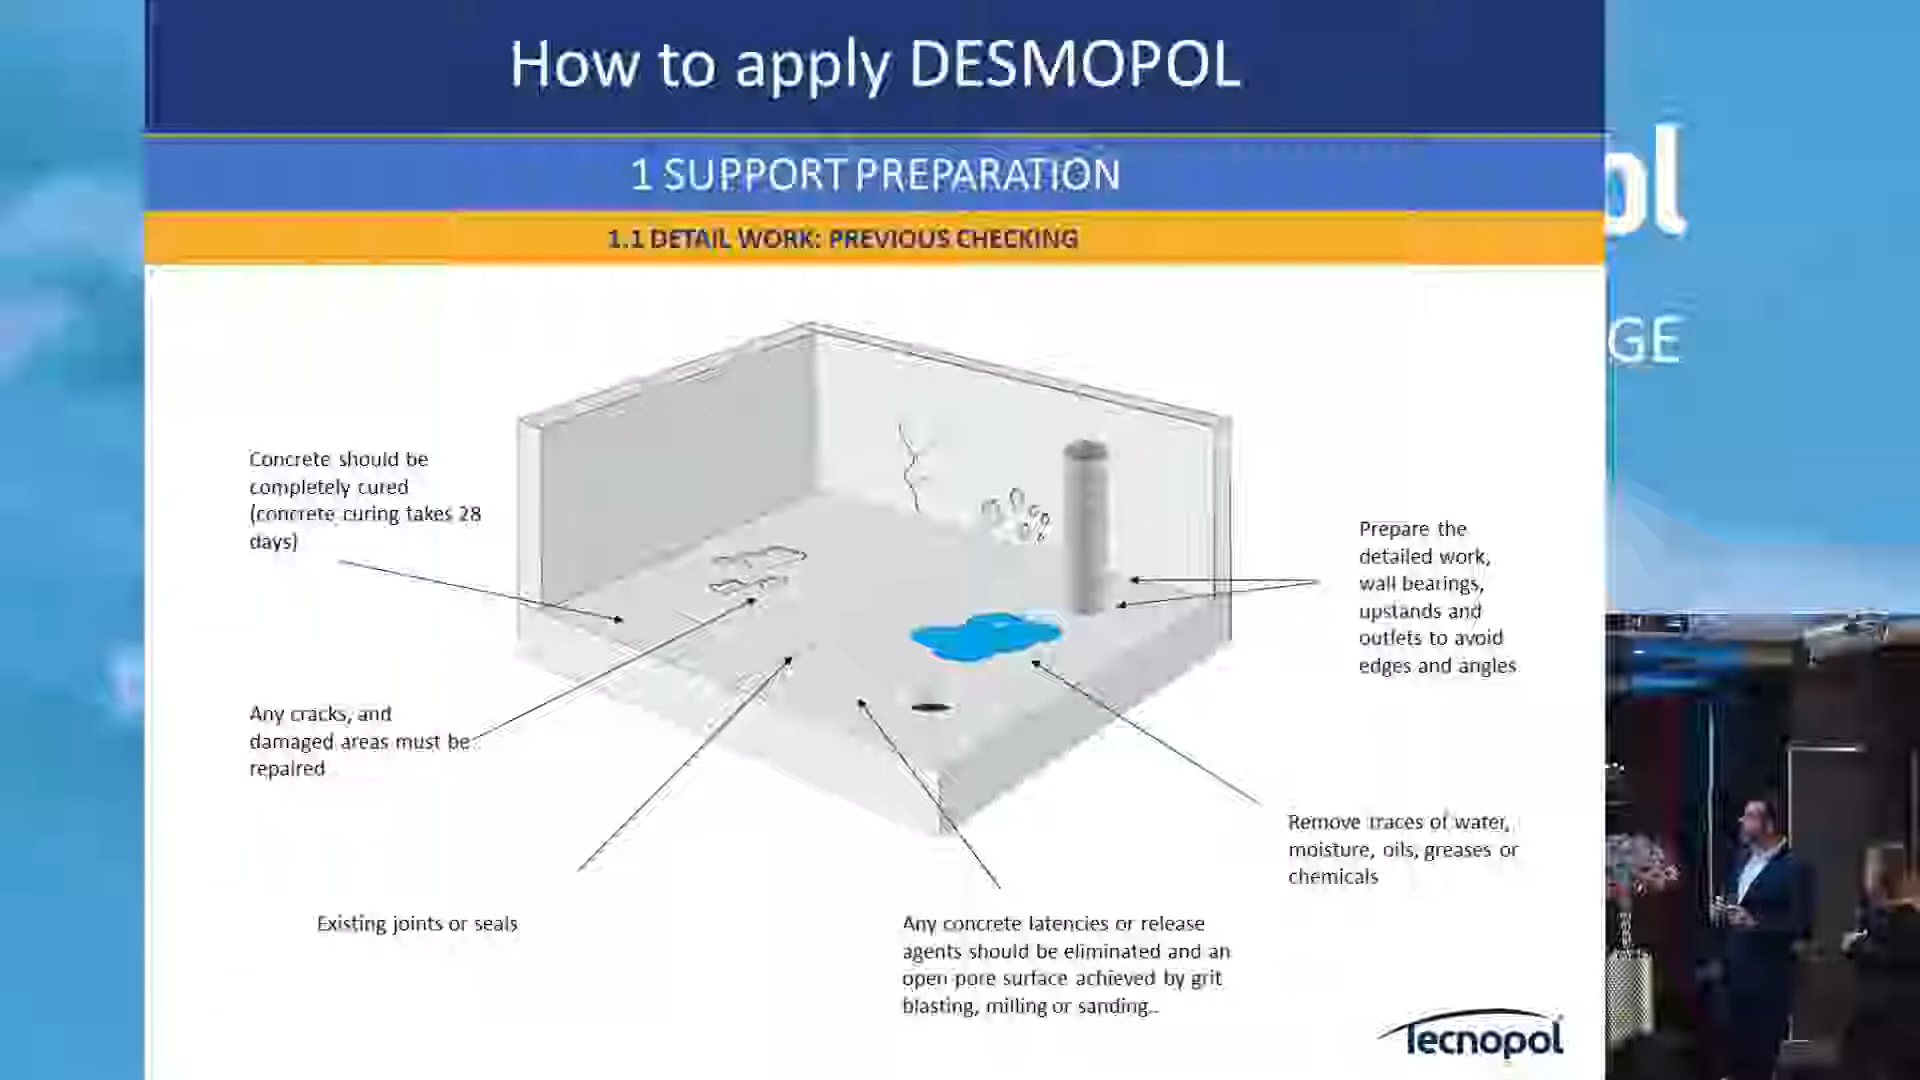 How to apply DESMOPOL
1 SUPPORT PREPARATION
1.1 DETAIL WORK: PREVIOUS CHECKING
ol
GE
Concrete should be
completely cured
(concrete curing takes 28
days)
Prepare the
detailed work,
wall bearings,
upstands and
outlets to avoid
edges and angles
Any cracks, and
damaged areas must be
repaired
Remove traces of water,
moisture, oils, greases or
chemicals
Existing joints or seals
Any concrete latencies or release
agents should be eliminated and an
open pore surface achieved by grit
blasting, milling or sanding..
Tecnopol